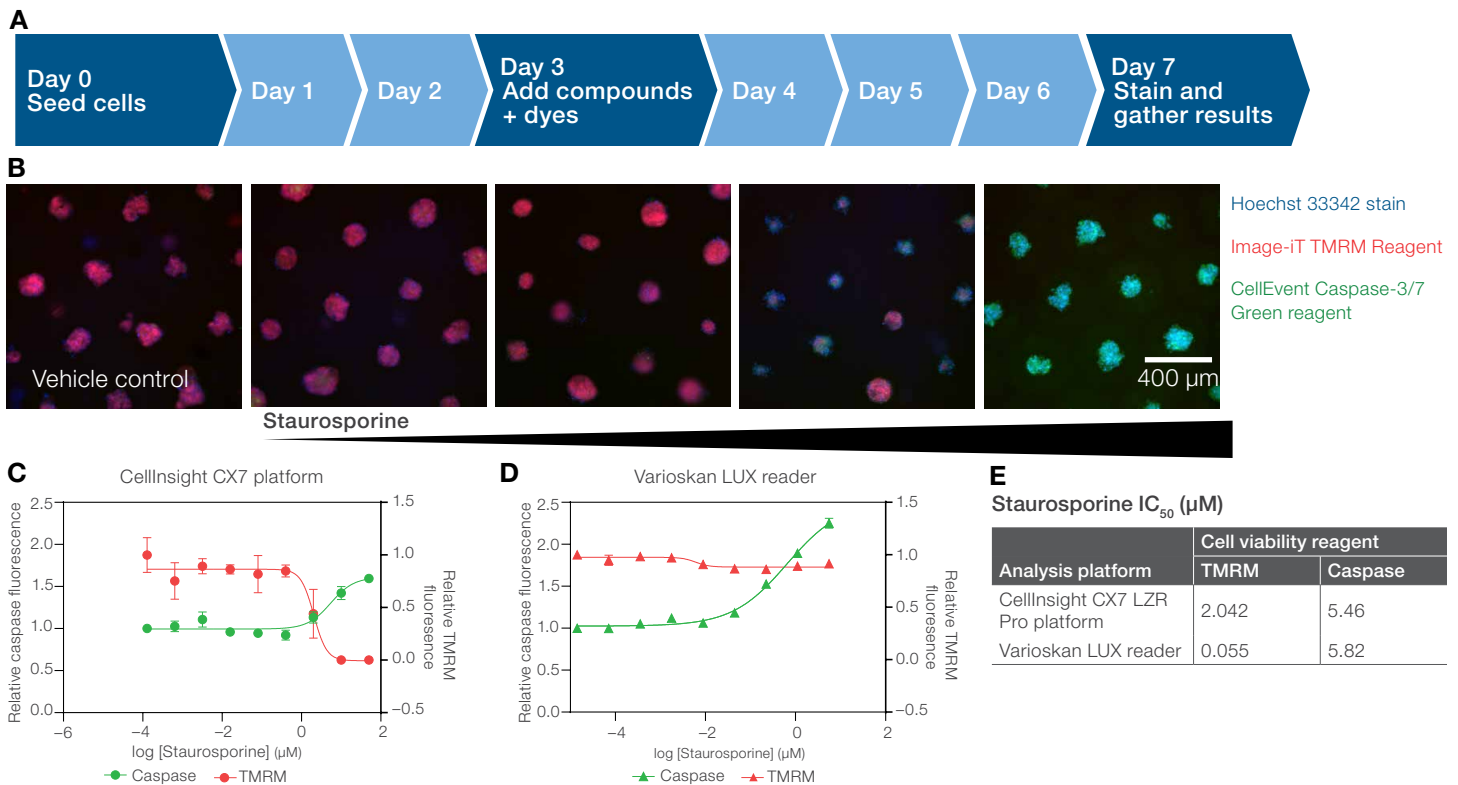 A
Day 0
Seed cells
Day 1
Day 2
Day 3
Add compounds
+ dyes
Day 4
Day 5
Day 6
Day 7
Stain and
gather results
B
Vehicle control
400 µm
Hoechst 33342 stain
Image-iT TMRM Reagent
CellEvent Caspase-3/7
Green reagent
Staurosporine
C
CellInsight CX7 platform
Relative caspase fluorescence
2.5
2.0
1.5
1.0
0.5
0.0
1.5
1.0
0.5
0.0
–0.5
Relative TMRM
fluoresence
–6
–4
–2
0
2
log [Staurosporine] (µM)
Caspase
TMRM
D
Varioskan LUX reader
Relative caspase fluorescence
2.5
2.0
1.5
1.0
0.5
0.0
1.5
1.0
0.5
0.0
–0.5
Relative TMRM
fluoresence
–4
–2
0
2
log [Staurosporine] (µM)
Caspase
TMRM
E
Staurosporine IC50 (µM)
Cell viability reagent
Analysis platform
TMRM
Caspase
CellInsight CX7 LZR
Pro platform
2.042
5.46
Varioskan LUX reader
0.055
5.82